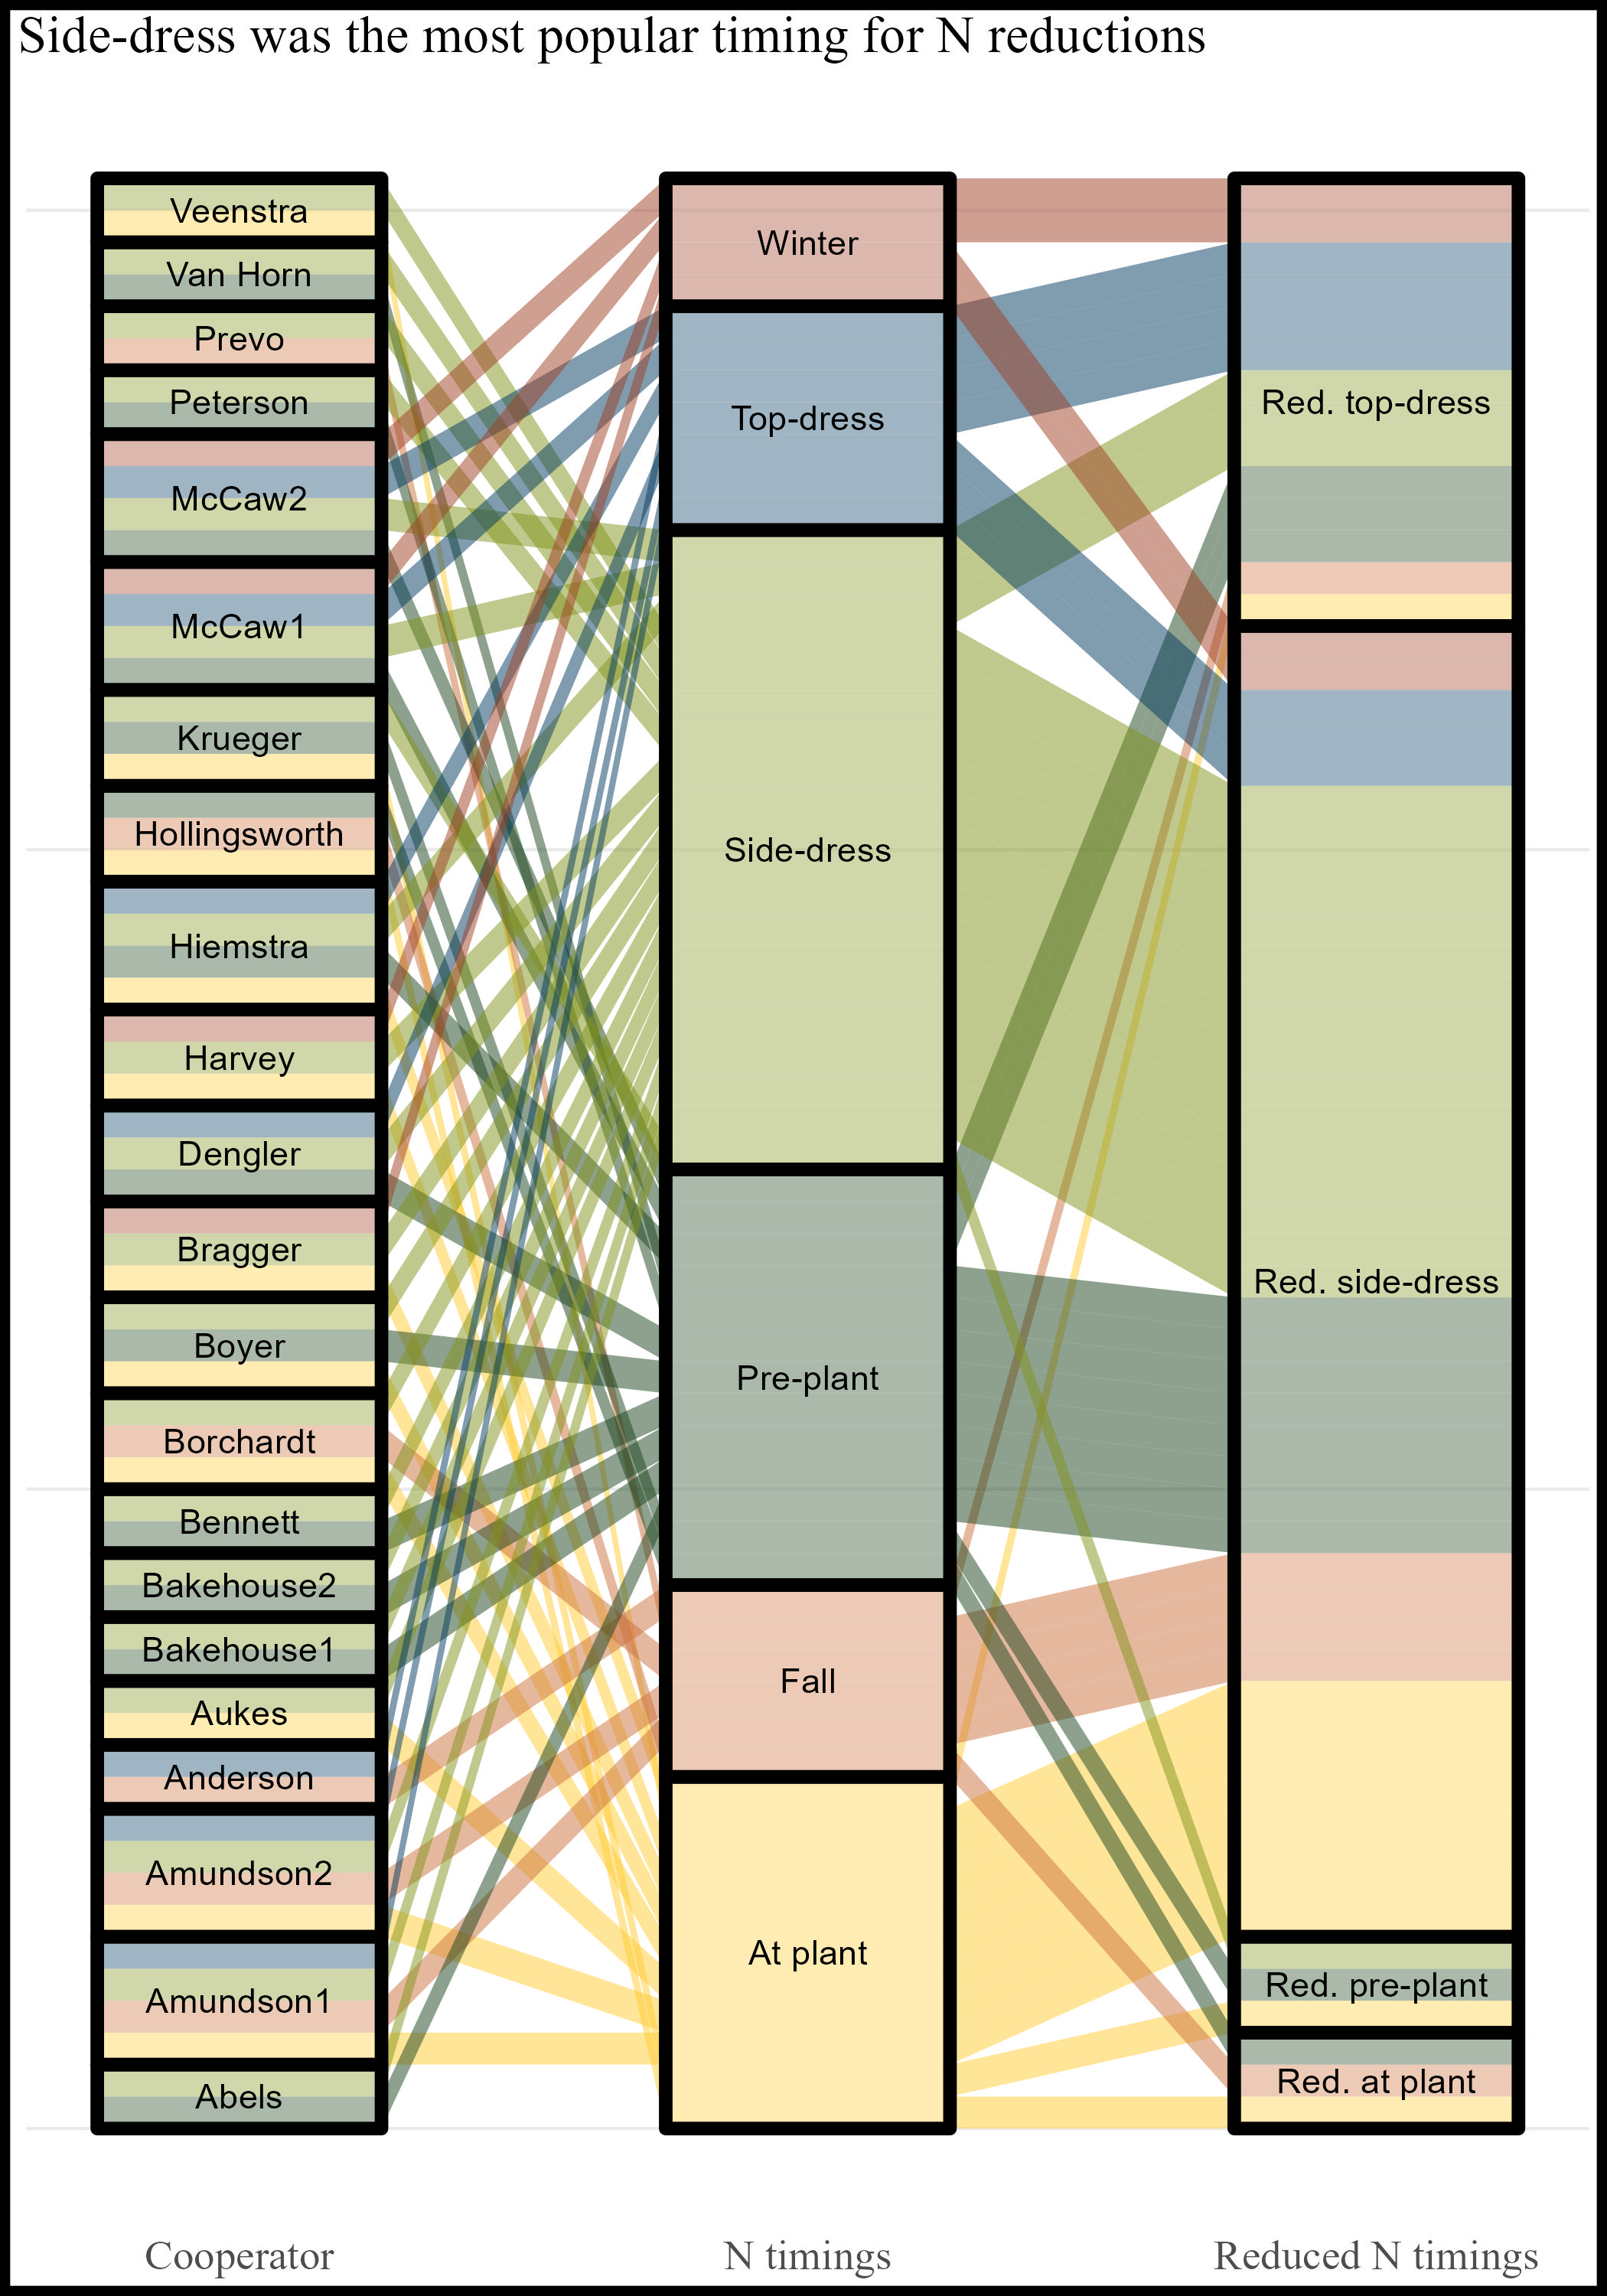 Side-dress was the most popular timing for N reductions
Veenstra
Van Horn
Prevo
Peterson
McCaw2
McCaw1
Krueger
Hollingsworth
Hiemstra
Harvey
Dengler
Bragger
Boyer
Borchardt
Bennett
Bakehouse2
Bakehouse1
Aukes
Anderson
Amundson2
Amundson1
Abels
Winter
Top-dress
Side-dress
Pre-plant
Fall
At plant
Red. top-dress
Red. side-dress
Red. pre-plant
Red. at plant
Cooperator
N timings
Reduced N timings